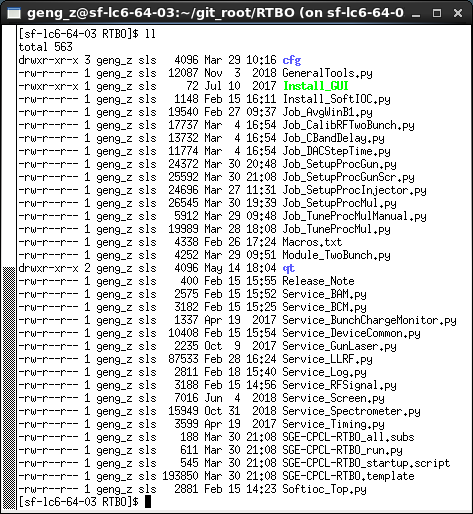 geng_z@sf-lc6-64-03:~/git_root/RTBO (on sf-lc6-64-0
[sf-lc6-64-03 RTBO]$ ll
total 563
drwxr-xr-x 3 geng_z sls 4096 Mar 29 10:16 cfg
-rw-r--r-- 1 geng_z sls 12087 Nov 3 2018 GeneralTools.py
-rw-r--r-- 1 geng_z sls 72 Jul 10 2017 Install_GUI
-rw-r--r-- 1 geng_z sls 1148 Feb 15 16:11 Install_SoftIOC.py
-rw-r--r-- 1 geng_z sls 19540 Feb 27 09:37 Job_AvgWinB1.py
-rw-r--r-- 1 geng_z sls 17737 Mar 4 16:54 Job_CalibRFTwoBunch.py
-rw-r--r-- 1 geng_z sls 13732 Mar 4 16:54 Job_CBandDelay.py
-rw-r--r-- 1 geng_z sls 11774 Mar 4 16:54 Job_DACStepTime.py
-rw-r--r-- 1 geng_z sls 24372 Mar 30 20:48 Job_SetupProcGun.py
-rw-r--r-- 1 geng_z sls 25592 Mar 30 21:08 Job_SetupProcGunScr.py
-rw-r--r-- 1 geng_z sls 24696 Mar 27 11:31 Job_SetupProcInjector.py
-rw-r--r-- 1 geng_z sls 26545 Mar 30 19:39 Job_SetupProcMul.py
-rw-r--r-- 1 geng_z sls 5912 Mar 29 09:48 Job_TuneProcMulManual.py
-rw-r--r-- 1 geng_z sls 19989 Mar 28 18:08 Job_TuneProcMul.py
-rw-r--r-- 1 geng_z sls 4338 Feb 26 17:24 Macros.txt
-rw-r--r-- 1 geng_z sls 4252 Mar 29 09:51 Module_TwoBunch.py
drwxr-xr-x 2 geng_z sls 4096 May 14 18:04 qt
-rw-r--r-- 1 geng_z sls 400 Feb 15 15:55 Release_Note
-rw-r--r-- 1 geng_z sls 2575 Feb 15 15:52 Service_BAM.py
-rw-r--r-- 1 geng_z sls 3182 Feb 15 15:25 Service_BCM.py
-rw-r--r-- 1 geng_z sls 1337 Apr 19 2017 Service_BunchChargeMonitor.py
-rw-r--r-- 1 geng_z sls 10408 Feb 15 15:54 Service_DeviceCommon.py
-rw-r--r-- 1 geng_z sls 2235 Oct 9 2017 Service_GunLaser.py
-rw-r--r-- 1 geng_z sls 87533 Feb 28 16:24 Service_LLRF.py
-rw-r--r-- 1 geng_z sls 2811 Feb 18 15:40 Service_Log.py
-rw-r--r-- 1 geng_z sls 3188 Feb 15 14:56 Service_RFSignal.py
-rw-r--r-- 1 geng_z sls 7016 Jun 4 2018 Service_Screen.py
-rw-r--r-- 1 geng_z sls 15949 Oct 31 2018 Service_Spectrometer.py
-rw-r--r-- 1 geng_z sls 3599 Apr 19 2017 Service_Timing.py
-rw-r--r-- 1 geng_z sls 188 Mar 30 21:08 SGE-CPCL-RTBO_all.subs
-rw-r--r-- 1 geng_z sls 611 Mar 30 21:08 SGE-CPCL-RTBO_run.py
-rw-r--r-- 1 geng_z sls 545 Mar 30 21:08 SGE-CPCL-RTBO_startup.script
-rw-r--r-- 1 geng_z sls 193850 Mar 30 21:08 SGE-CPCL-RTBO.template
-rw-r--r-- 1 geng_z sls 2881 Feb 15 14:23 Softioc_Top.py
[sf-lc6-64-03 RTBO]$